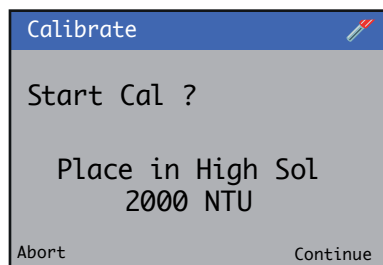 Calibrate
Start Cal ?
Place in High Sol
2000 NTU
Abort
Continue